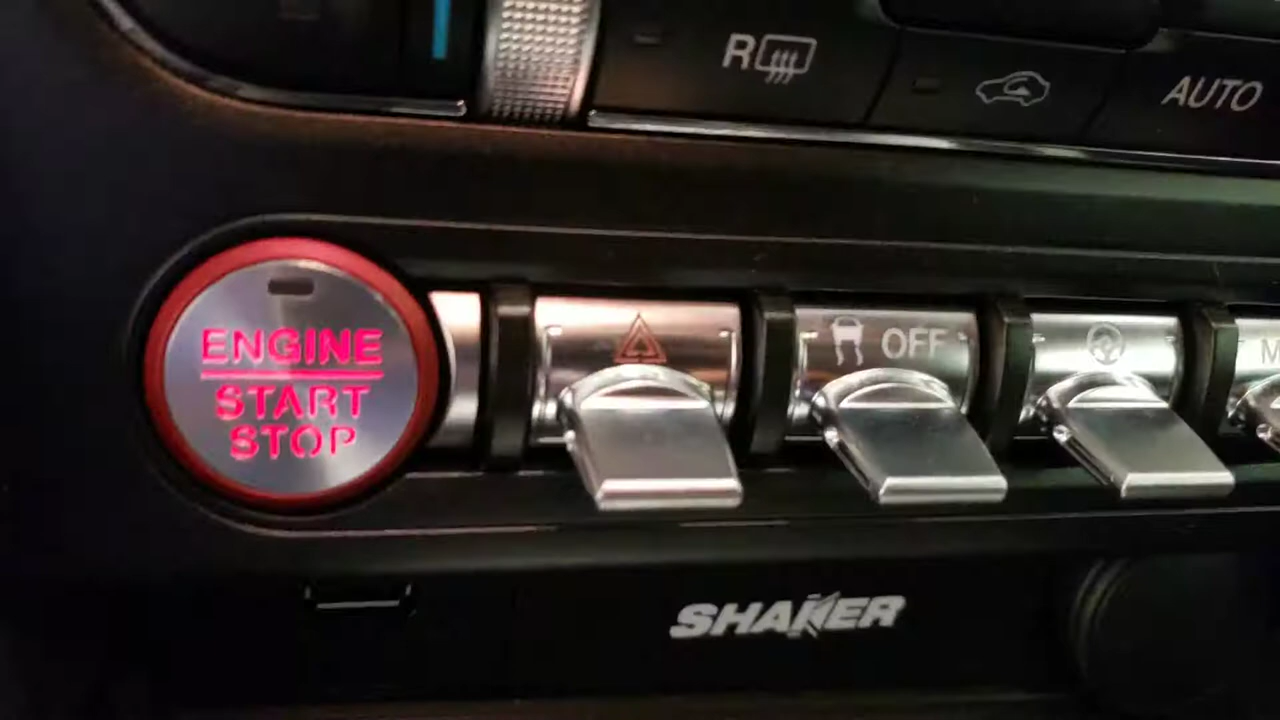 R
AUTO
ENGINE
START
STOP
OFF
M
SHAKER